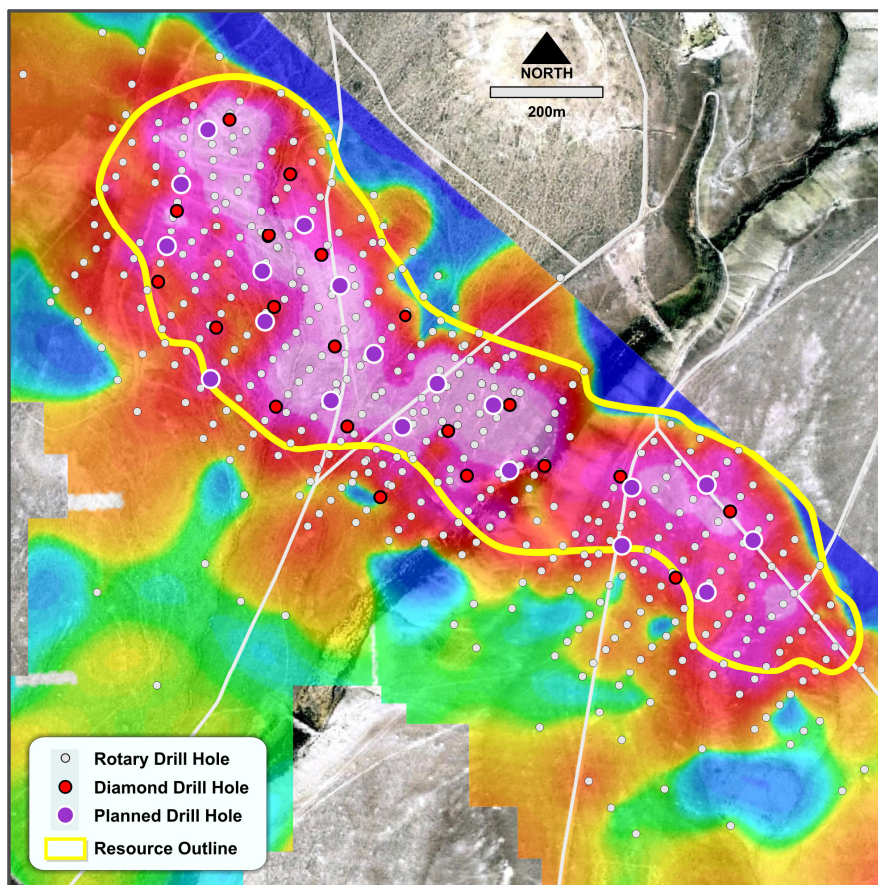 NORTH
200m
Rotary Drill Hole
Diamond Drill Hole
Planned Drill Hole
Resource Outline